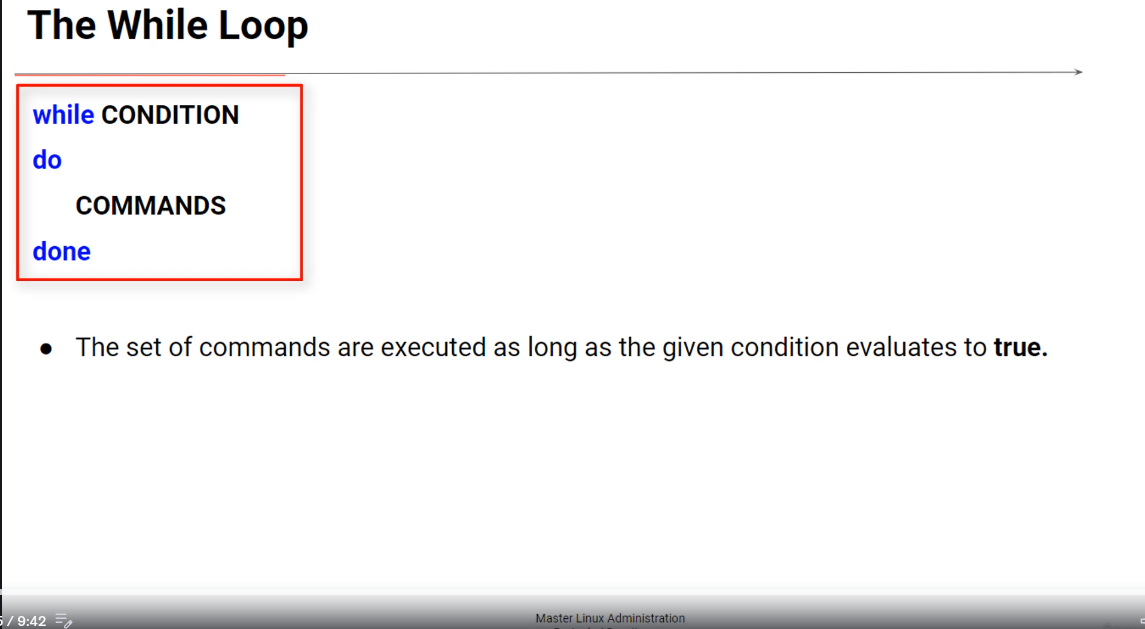 The While Loop
while CONDITION
do
COMMANDS
done
● The set of commands are executed as long as the given condition evaluates to true.
/ 9:42
Master Linux Administration